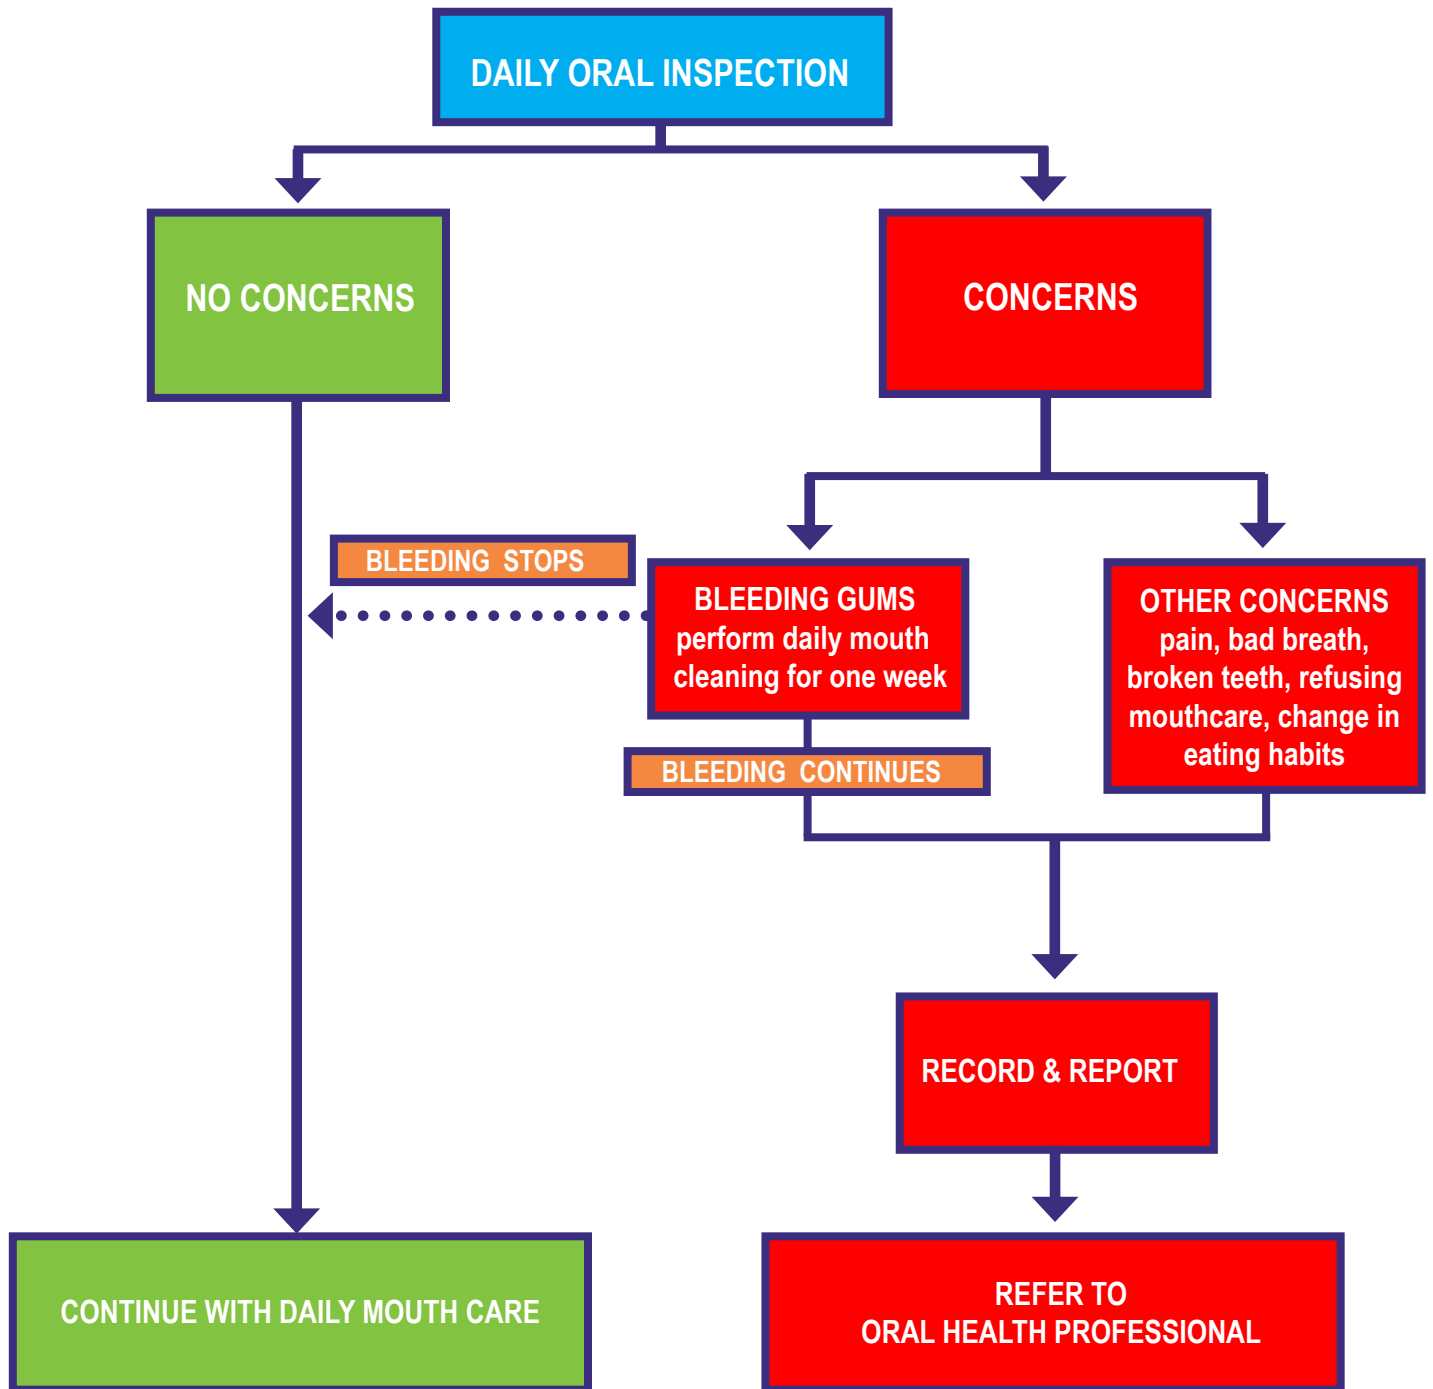 DAILY ORAL INSPECTION
NO CONCERNS
CONCERNS
BLEEDING STOPS
BLEEDING GUMS
perform daily mouth
cleaning for one week
OTHER CONCERNS
pain, bad breath,
broken teeth, refusing
mouthcare, change in
eating habits
BLEEDING CONTINUES
RECORD & REPORT
CONTINUE WITH DAILY MOUTH CARE
REFER TO
ORAL HEALTH PROFESSIONAL